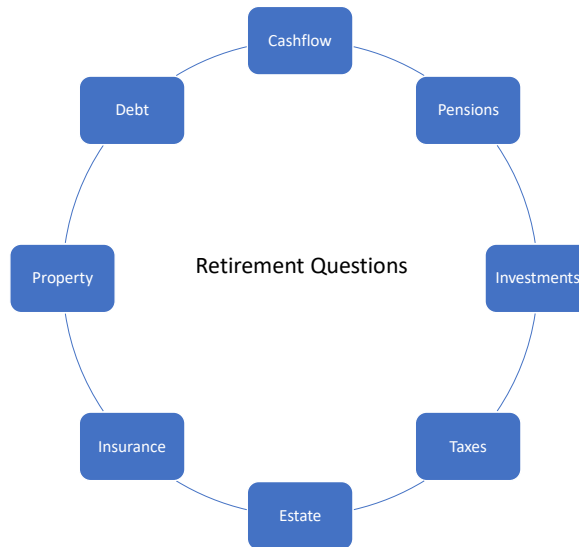 Cashflow
Debt
Pensions
Property
Retirement Questions
Investments
Insurance
Taxes
Estate